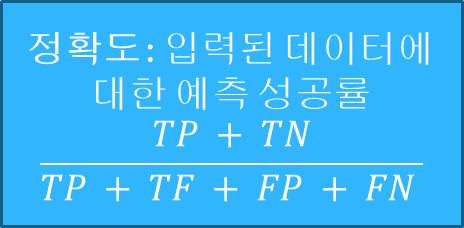 정확도: 입력된 데이터에
대한 예측 성공률
TP + TN
TP + TF + FP + FN